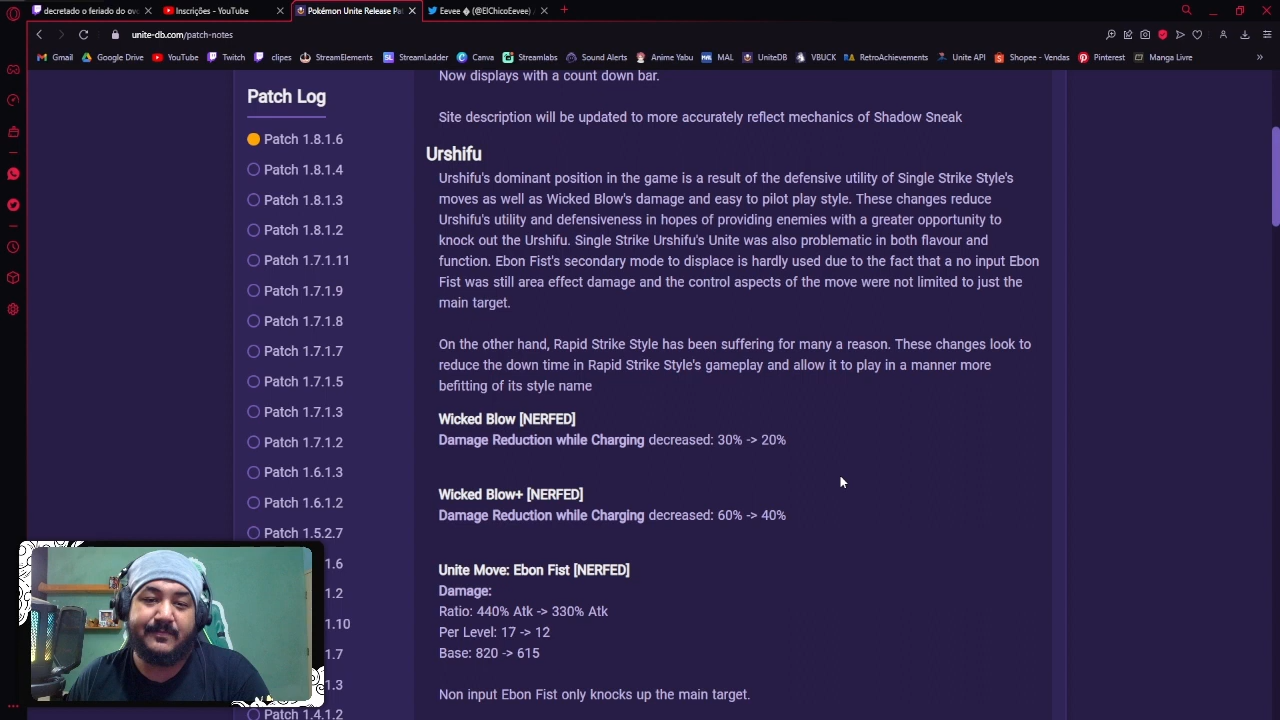 decretado o feriado do ov
Inscrições - YouTube
Pokémon Unite Release Pat
Eevee ♦ (@ElChicoEevee) /
unite-db.com/patch-notes
Gmail
Google Drive
YouTube
Twitch
clipes
StreamElements
StreamLadder
Canva
Streamlabs
Sound Alerts
Anime Yabu
MAL
UniteDB
VBUCK
RetroAchievements
Unite API
Shopee - Vendas
Pinterest
Manga Live
Patch Log
Patch 1.8.1.6
Patch 1.8.1.4
Patch 1.8.1.3
Patch 1.8.1.2
Patch 1.7.1.11
Patch 1.7.1.9
Patch 1.7.1.8
Patch 1.7.1.7
Patch 1.7.1.5
Patch 1.7.1.3
Patch 1.7.1.2
Patch 1.6.1.3
Patch 1.6.1.2
Patch 1.5.2.7
1.6
1.2
1.10
1.7
1.3
Patch 1.4.1.2
Now displays with a count down bar.
Site description will be updated to more accurately reflect mechanics of Shadow Sneak
Urshifu
Urshifu's dominant position in the game is a result of the defensive utility of Single Strike Style's
moves as well as Wicked Blow's damage and easy to pilot play style. These changes reduce
Urshifu's utility and defensiveness in hopes of providing enemies with a greater opportunity to
knock out the Urshifu. Single Strike Urshifu's Unite was also problematic in both flavour and
function. Ebon Fist's secondary mode to displace is hardly used due to the fact that a no input Ebon
Fist was still area effect damage and the control aspects of the move were not limited to just the
main target.
On the other hand, Rapid Strike Style has been suffering for many a reason. These changes look to
reduce the down time in Rapid Strike Style's gameplay and allow it to play in a manner more
befitting of its style name
Wicked Blow [NERFED]
Damage Reduction while Charging decreased: 30% -> 20%
Wicked Blow+ [NERFED]
Damage Reduction while Charging decreased: 60% -> 40%
Unite Move: Ebon Fist [NERFED]
Damage:
Ratio: 440% Atk -> 330% Atk
Per Level: 17 -> 12
Base: 820 -> 615
Non input Ebon Fist only knocks up the main target.